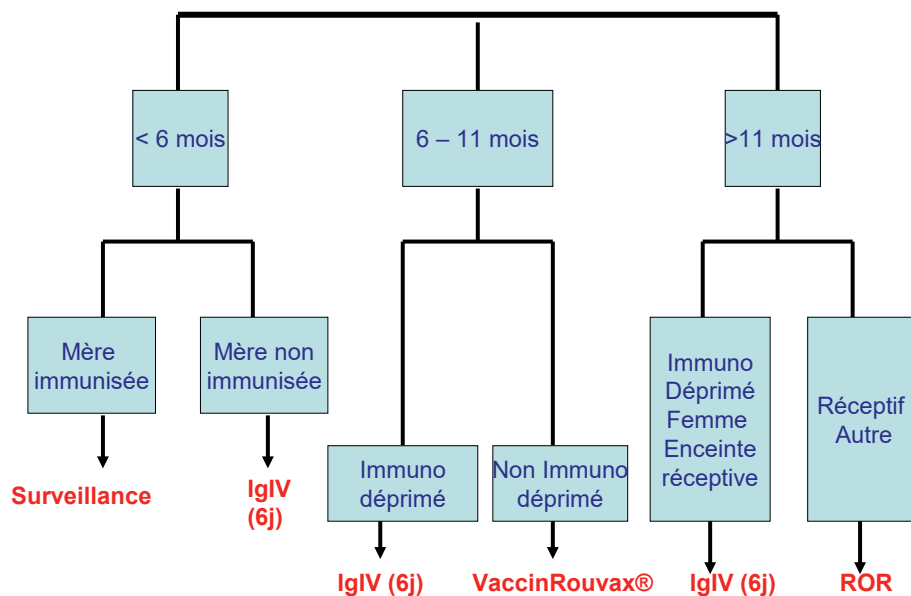 < 6 mois
6 – 11 mois
>11 mois
Mère
immunisée
Mère non
immunisée
Immuno
Déprimé
Femme
Enceinte
réceptive
Réceptif
Autre
Immuno
déprimé
Non Immuno
déprimé
Surveillance
IgIV
(6j)
IgIV (6j)
VaccinRouvax®
IgIV (6j)
ROR